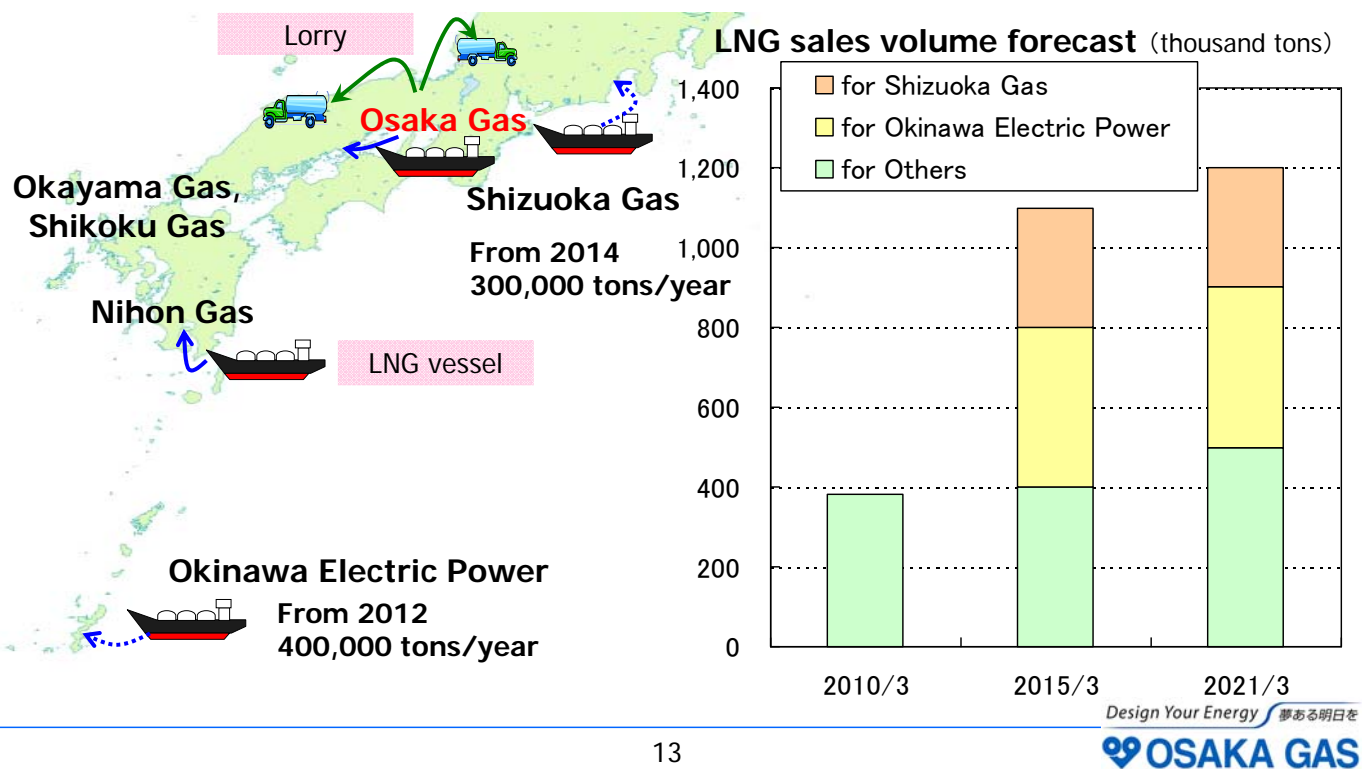 Lorry
Osaka Gas
Okayama Gas,
Shikoku Gas
Shizuoka Gas
From 2014
300,000 tons/year
Nihon Gas
LNG vessel
Okinawa Electric Power
From 2012
400,000 tons/year
LNG sales volume forecast (thousand tons)
for Shizuoka Gas
for Okinawa Electric Power
for Others
1,400
1,200
1,000
800
600
400
200
0
2010/3 2015/3 2021/3
Design Your Energy 夢ある明日を
OSAKA GAS
13